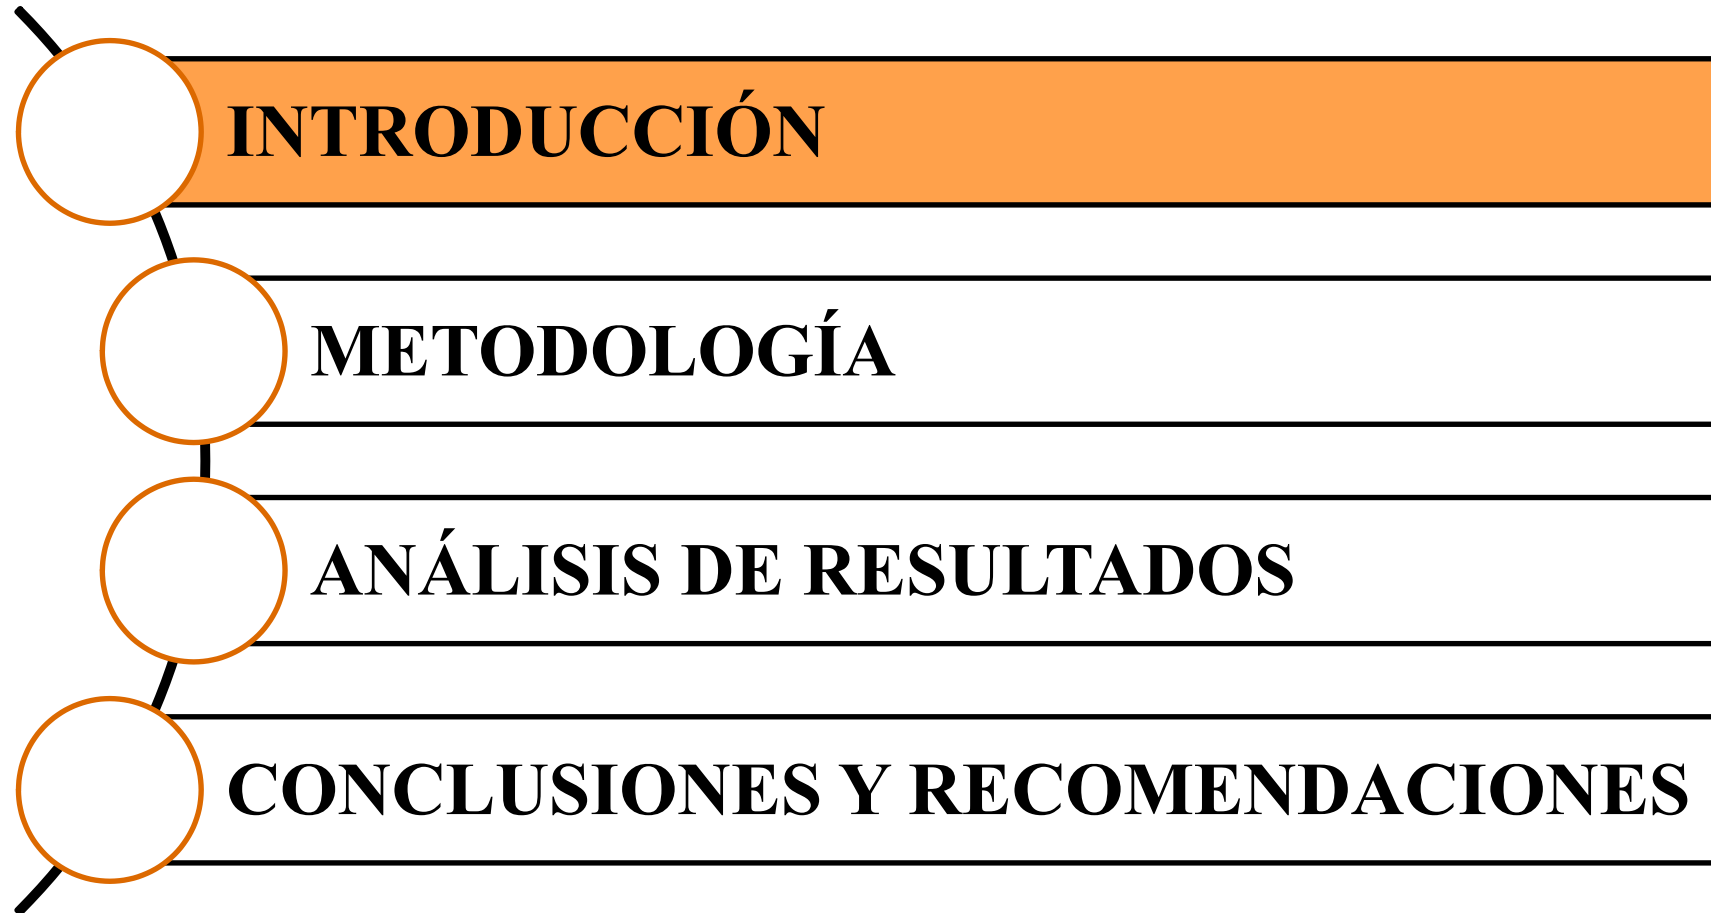 INTRODUCCIÓN
METODOLOGÍA
ANÁLISIS DE RESULTADOS
CONCLUSIONES Y RECOMENDACIONES